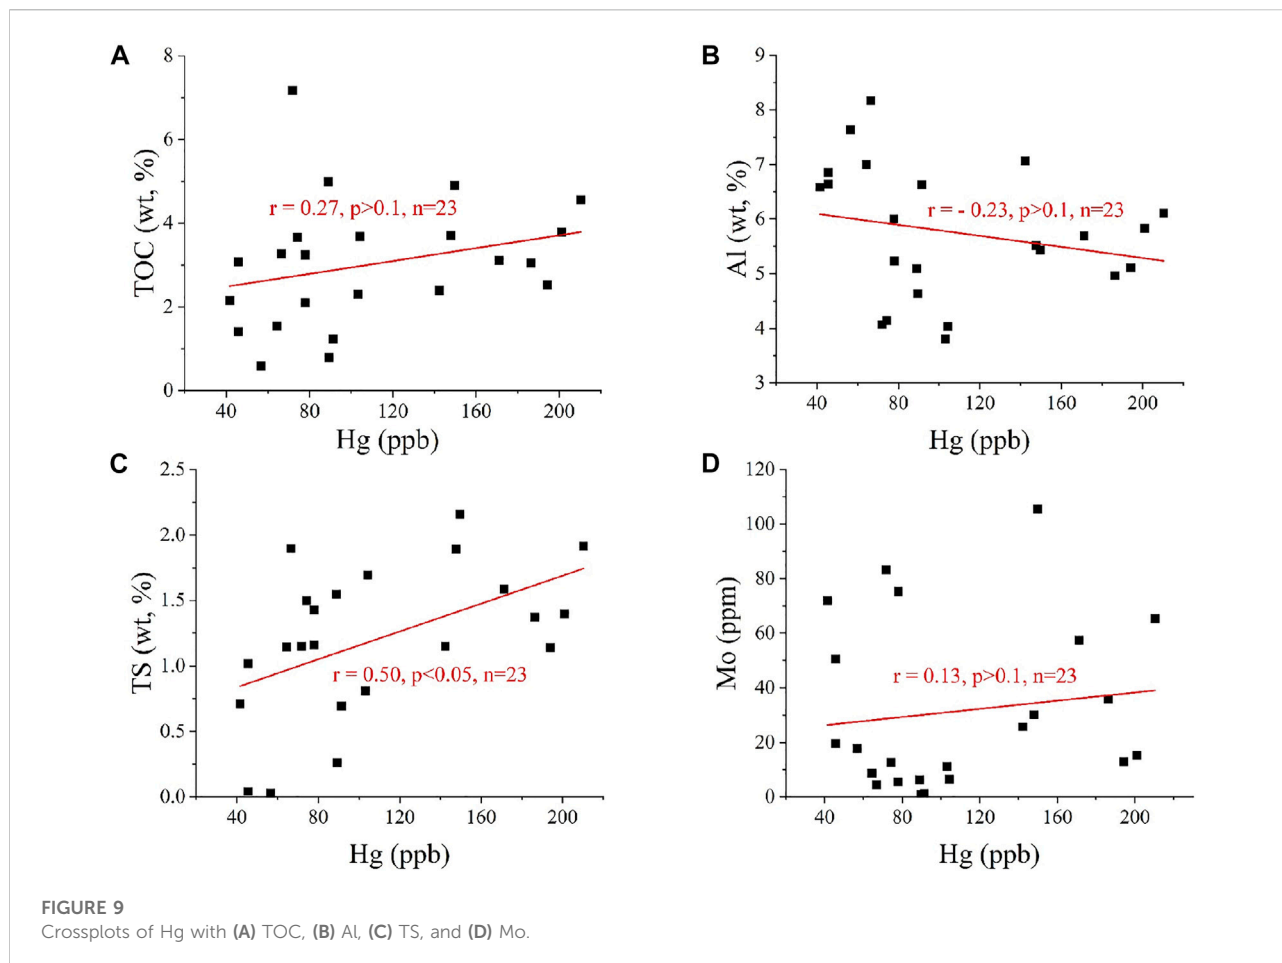 A
8
6
4
2
0
TOC (wt, %)
r = 0.27, p>0.1, n=23
40 80 120 160 200
Hg (ppb)
B
9
8
7
6
5
4
3
Al (wt, %)
r = - 0.23, p>0.1, n=23
40 80 120 160 200
Hg (ppb)
C
2.5
2.0
1.5
1.0
0.5
0.0
TS (wt, %)
r = 0.50, p<0.05, n=23
40 80 120 160 200
Hg (ppb)
D
120
100
80
60
40
20
0
Mo (ppm)
r = 0.13, p>0.1, n=23
40 80 120 160 200
Hg (ppb)
FIGURE 9
Crossplots of Hg with (A) TOC, (B) Al, (C) TS, and (D) Mo.